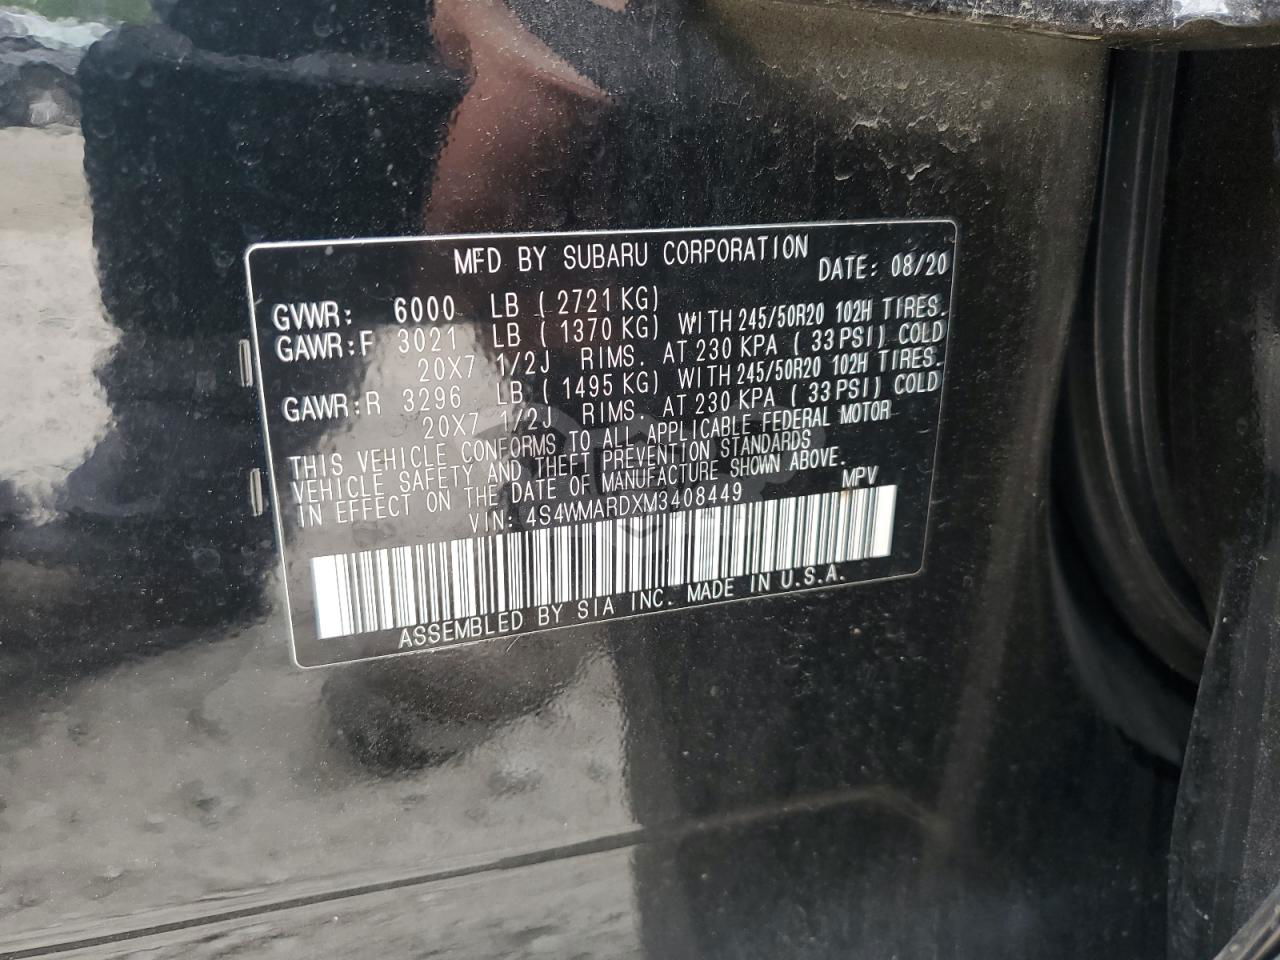 MFD BY SUBARU CORPORATION DATE: 08/20
GVWR: 6000 LB ( 2721KG)
GAWR:F 3021 LB ( 1370 KG) WITH 245/50R20 102H TIRES.
20X7 1/2J RIMS. AT 230 KPA ( 33 PSI) COLD
GAWR:R 3296 LB ( 1495 KG) WITH 245/50R20 102H TIRES.
20X7 1/2J RIMS. AT 230 KPA ( 33 PSI) COLD
THIS VEHICLE CONFORMS TO ALL APPLICABLE FEDERAL MOTOR
VEHICLE SAFETY AND THEFT PREVENTION STANDARDS
IN EFFECT ON THE DATE OF MANUFACTURE SHOWN ABOVE.
VIN: 4S4WMARDXM3408449 MPV
ASSEMBLED BY SIA INC. MADE IN U.S.A.